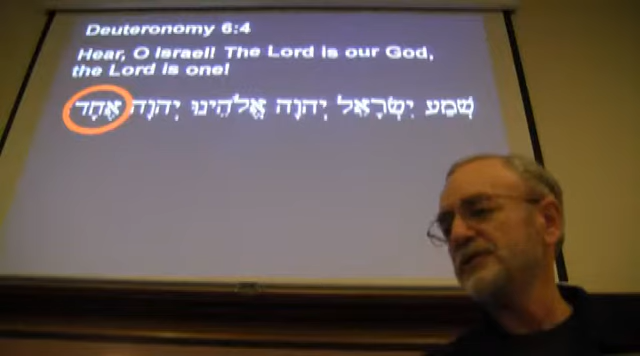 Deuteronomy 6:4
Hear, O Israel! The Lord is our God,
the Lord is one!
שְׁמַע יִשְׂרָאֵל יְהוָה אֱלֹהֵינוּ יְהוָה אֶחָד